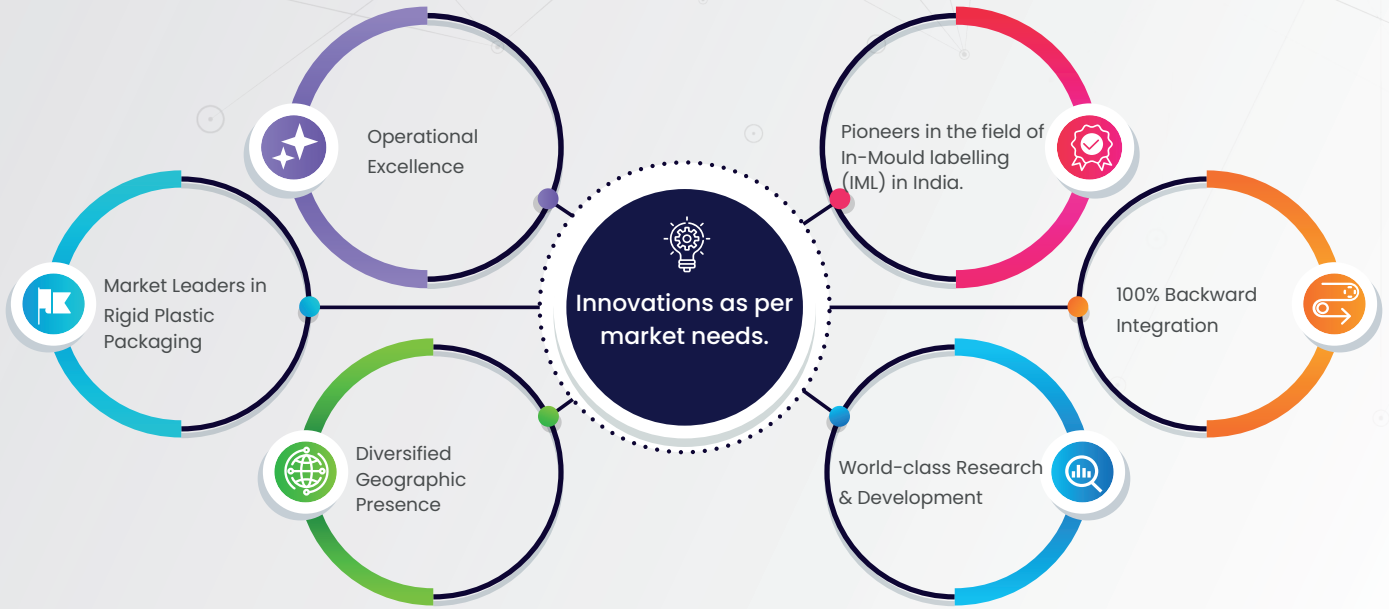 Operational
Excellence
Pioneers in the field of
In-Mould labelling
(IML) in India.
Market Leaders in
Rigid Plastic
Packaging
Innovations as per
market needs.
100% Backward
Integration
Diversified
Geographic
Presence
World-class Research
& Development